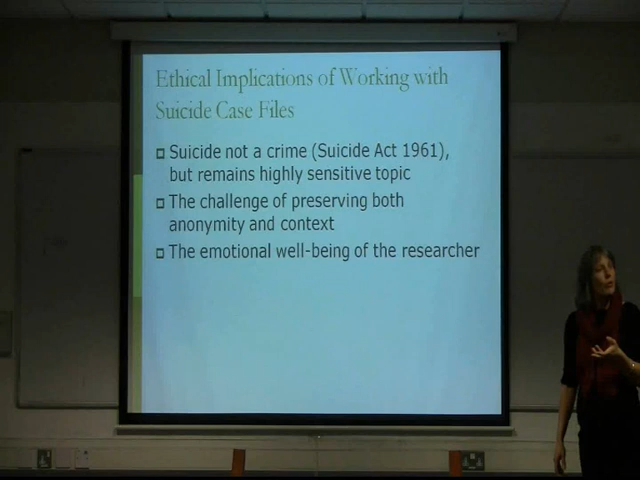 Ethical Implications of Working with
Suicide Case Files
Suicide not a crime (Suicide Act 1961),
but remains highly sensitive topic
The challenge of preserving both
anonymity and context
The emotional well-being of the researcher